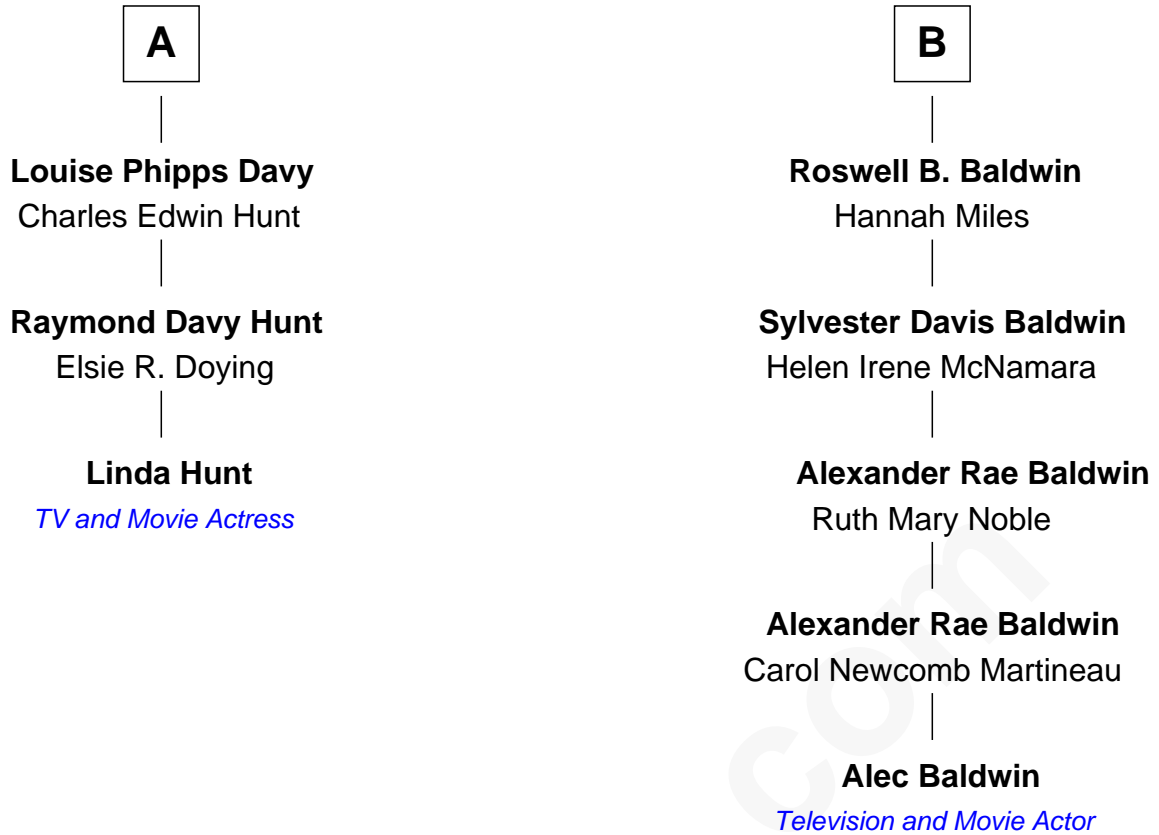 A
Louise Phipps Davy
Charles Edwin Hunt
Raymond Davy Hunt
Elsie R. Doying
Linda Hunt
TV and Movie Actress
B
Roswell B. Baldwin
Hannah Miles
Sylvester Davis Baldwin
Helen Irene McNamara
Alexander Rae Baldwin
Ruth Mary Noble
Alexander Rae Baldwin
Carol Newcomb Martineau
Alec Baldwin
Television and Movie Actor
com